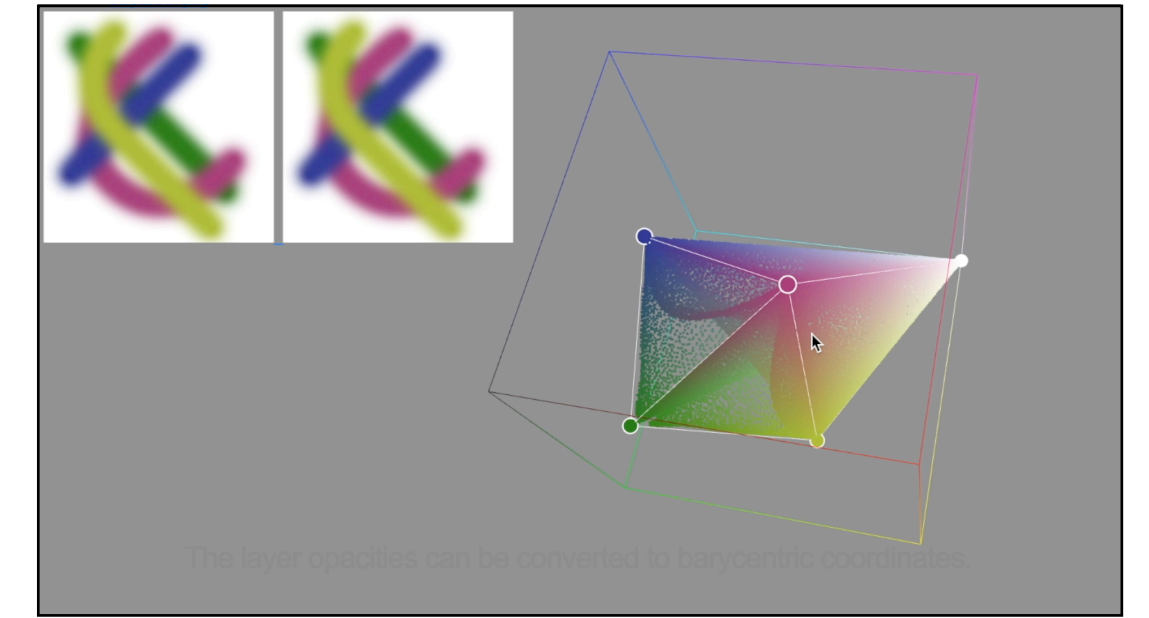 The layer opacities can be converted to barycentric coordinates.